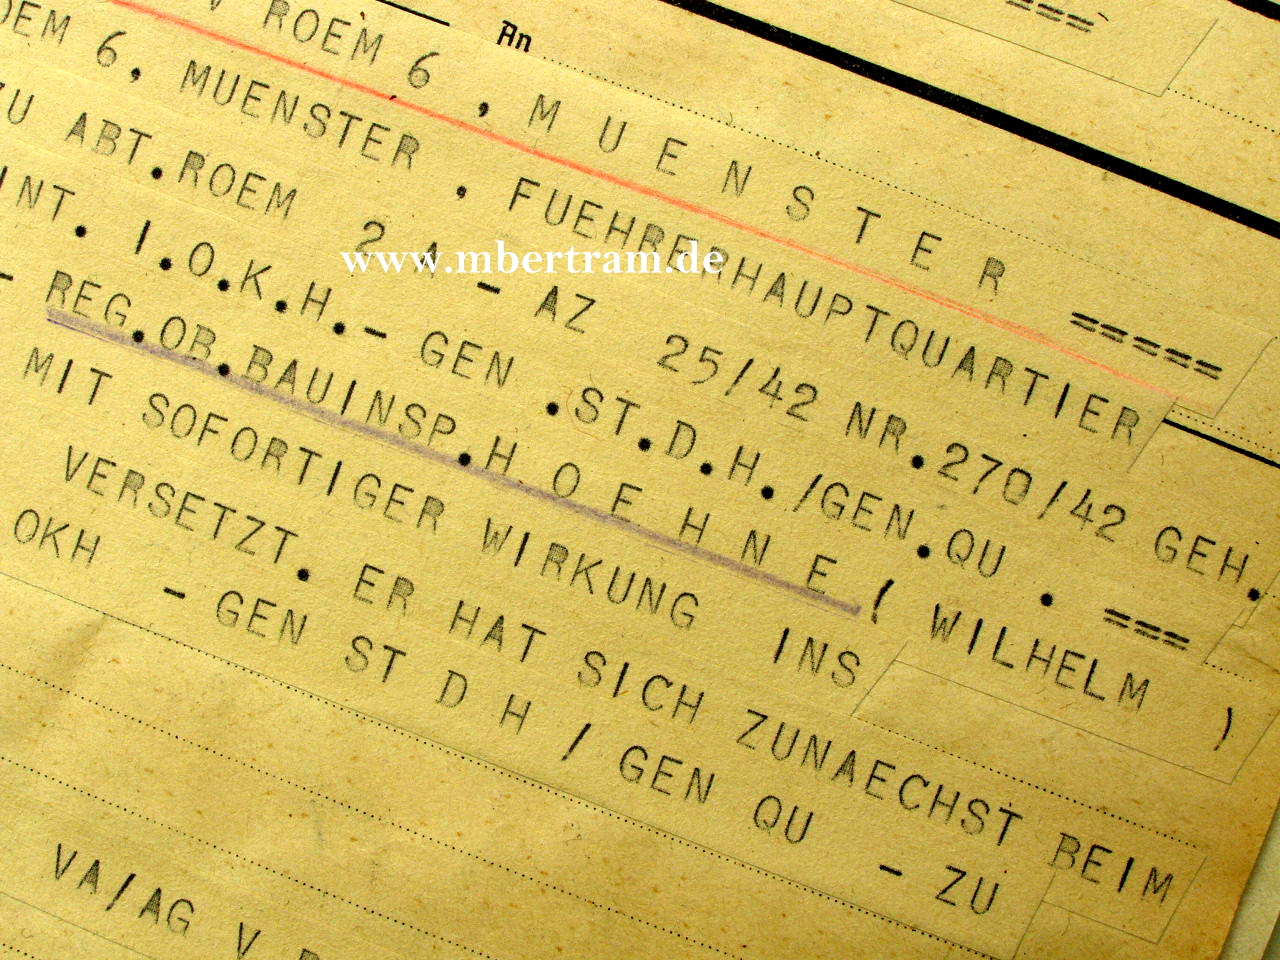 ===
An
V ROEM 6 , M U E N S T E R =====
OEM 6, MUENSTER . FUEHRERHAUPTQUARTIER
ZU ABT.ROEM 2 A - AZ 25/42 NR.270/42 GEH.
INT. I.O.K.H.- GEN .ST.D.H./GEN.QU . ===
- REG.OB.BAUINSP.H O E H N E ( WILHELM )
MIT SOFORTIGER WIRKUNG INS
VERSETZT. ER HAT SICH ZUNAECHST BEIM
OKH - GEN ST D H / GEN QU - ZU
VA/AG V
www.mbertram.de